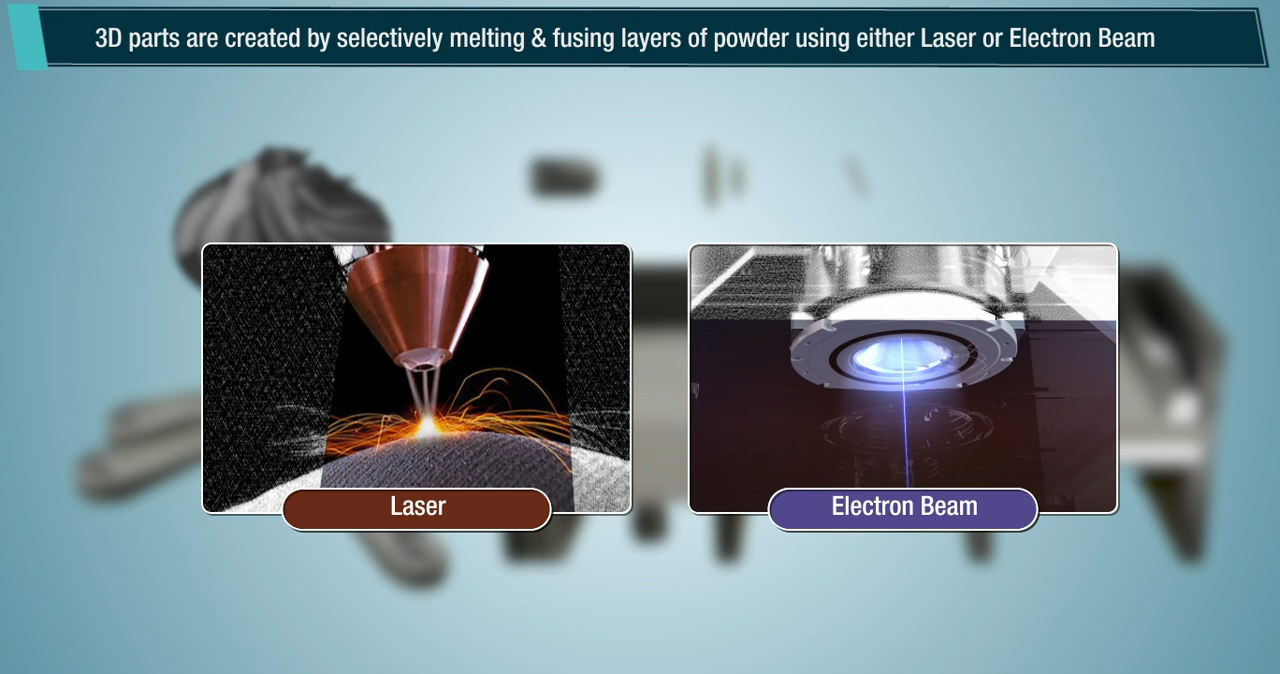 3D parts are created by selectively melting & fusing layers of powder using either Laser or Electron Beam
Laser
Electron Beam